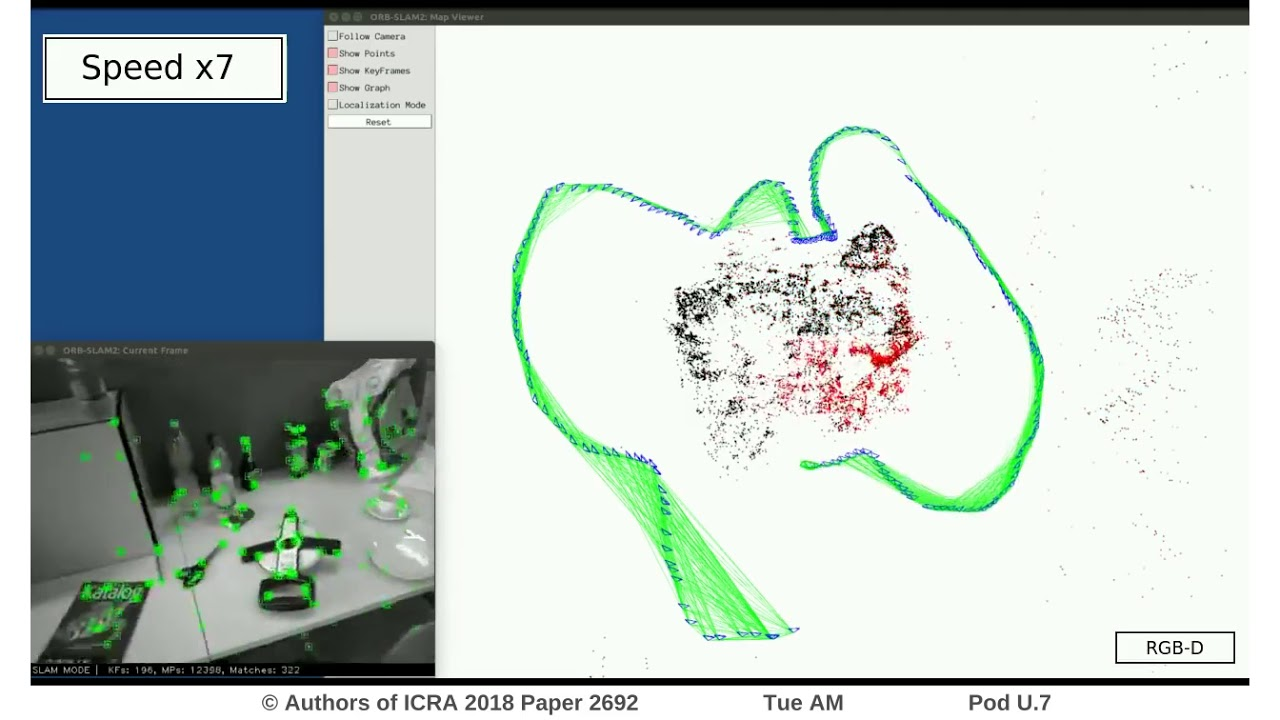 ORB-SLAM2: Map Viewer
Speed x7
Follow Camera
Show Points
Show KeyFrames
Show Graph
Localization Mode
Reset
ORB-SLAM2: Current Frame
katalog
SLAM MODE | KFs: 196, MPs: 12398, Matches: 322
RGB-D
© Authors of ICRA 2018 Paper 2692 Tue AM Pod U.7